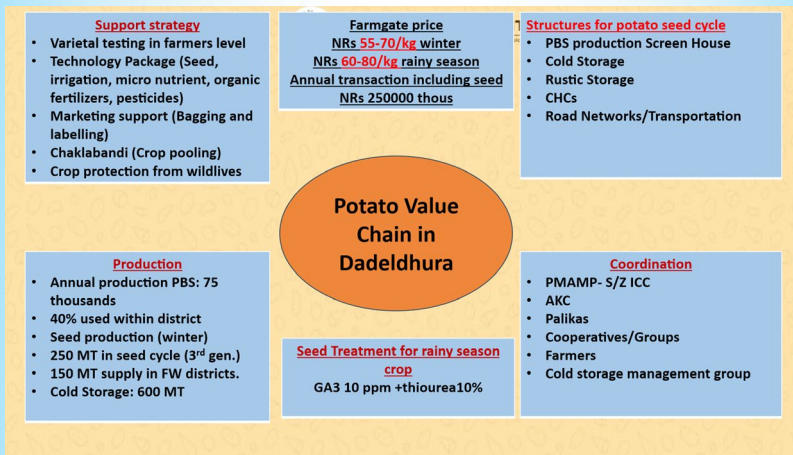 Support strategy
• Varietal testing in farmers level
• Technology Package (Seed,
irrigation, micro nutrient, organic
fertilizers, pesticides)
• Marketing support (Bagging and
labelling)
• Chaklabandi (Crop pooling)
• Crop protection from wildlives
Farmgate price
NRs 55-70/kg winter
NRs 60-80/kg rainy season
Annual transaction including seed
NRs 250000 thous
Structures for potato seed cycle
• PBS production Screen House
• Cold Storage
• Rustic Storage
• CHCs
• Road Networks/Transportation
Potato Value
Chain in
Dadeldhura
Production
• Annual production PBS: 75
thousands
• 40% used within district
• Seed production (winter)
• 250 MT in seed cycle (3rd gen.)
• 150 MT supply in FW districts.
• Cold Storage: 600 MT
Seed Treatment for rainy season
crop
GA3 10 ppm +thiourea10%
Coordination
• PMAMP- S/Z ICC
• AKC
• Palikas
• Cooperatives/Groups
• Farmers
• Cold storage management group